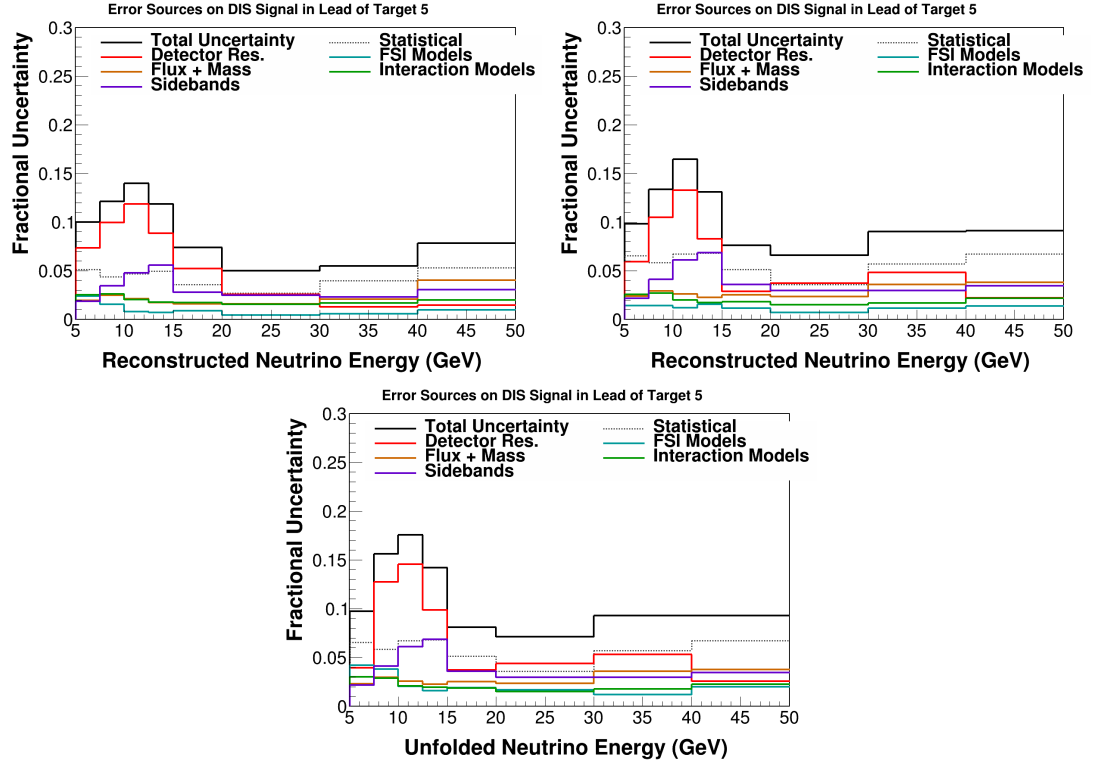 Error Sources on DIS Signal in Lead of Target 5
Fractional Uncertainty
0.3
0.25
0.2
0.15
0.1
0.05
0
Total Uncertainty
Detector Res.
Flux + Mass
Sidebands
Statistical
FSI Models
Interaction Models
5 10 15 20 25 30 35 40 45 50
Reconstructed Neutrino Energy (GeV)
Error Sources on DIS Signal in Lead of Target 5
Fractional Uncertainty
0.3
0.25
0.2
0.15
0.1
0.05
0
Total Uncertainty
Detector Res.
Flux + Mass
Sidebands
Statistical
FSI Models
Interaction Models
5 10 15 20 25 30 35 40 45 50
Reconstructed Neutrino Energy (GeV)
Error Sources on DIS Signal in Lead of Target 5
Fractional Uncertainty
0.3
0.25
0.2
0.15
0.1
0.05
0
Total Uncertainty
Detector Res.
Flux + Mass
Sidebands
Statistical
FSI Models
Interaction Models
5 10 15 20 25 30 35 40 45 50
Unfolded Neutrino Energy (GeV)